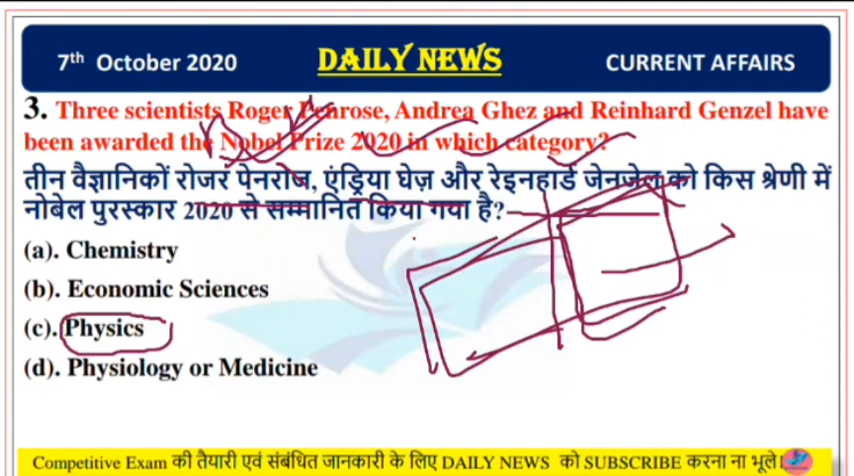 7th October 2020 DAILY NEWS CURRENT AFFAIRS
3. Three scientists Roger Penrose, Andrea Ghez and Reinhard Genzel have
been awarded the Nobel Prize 2020 in which category?
तीन वैज्ञानिकों रोजर पेनरोज, एंड्रिया घेज़ और रेइनहार्ड जेनजेल को किस श्रेणी में
नोबेल पुरस्कार 2020 से सम्मानित किया गया है?
(a). Chemistry
(b). Economic Sciences
(c). Physics
(d). Physiology or Medicine
Competitive Exam की तैयारी एवं संबंधित जानकारी के लिए DAILY NEWS को SUBSCRIBE करना ना भूले।